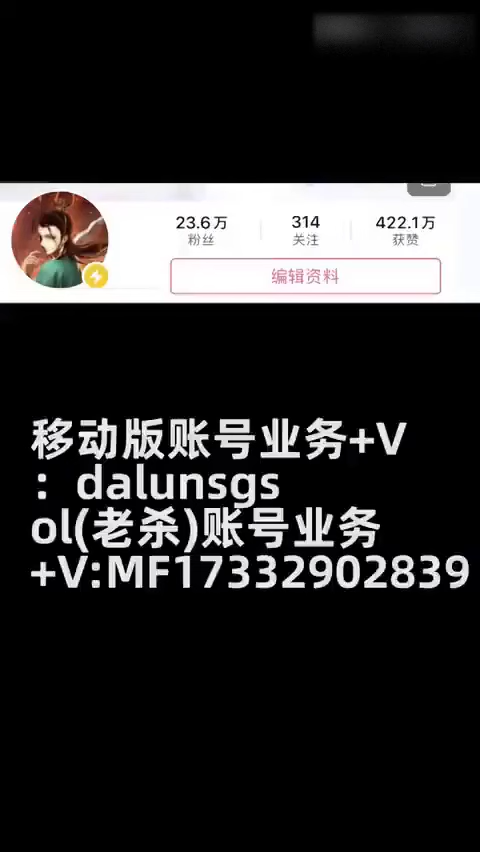 23.6万 314 422.1万
粉丝 关注 获赞
编辑资料
移动版账号业务+V
：dalunsgs
ol(老杀)账号业务
+V:MF17332902839